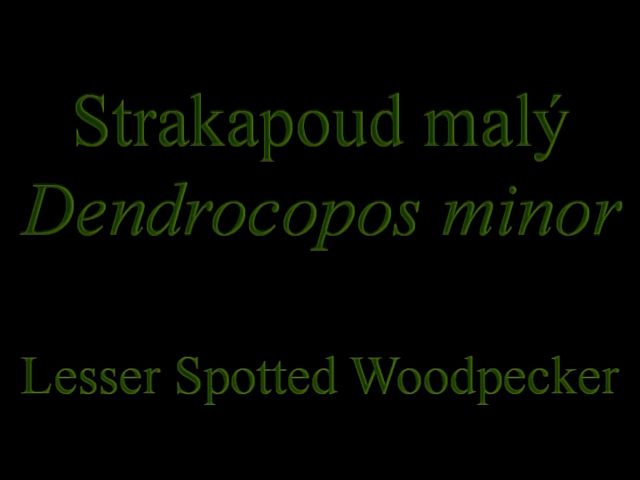 Strakapoud malý
Dendrocopos minor
Lesser Spotted Woodpecker